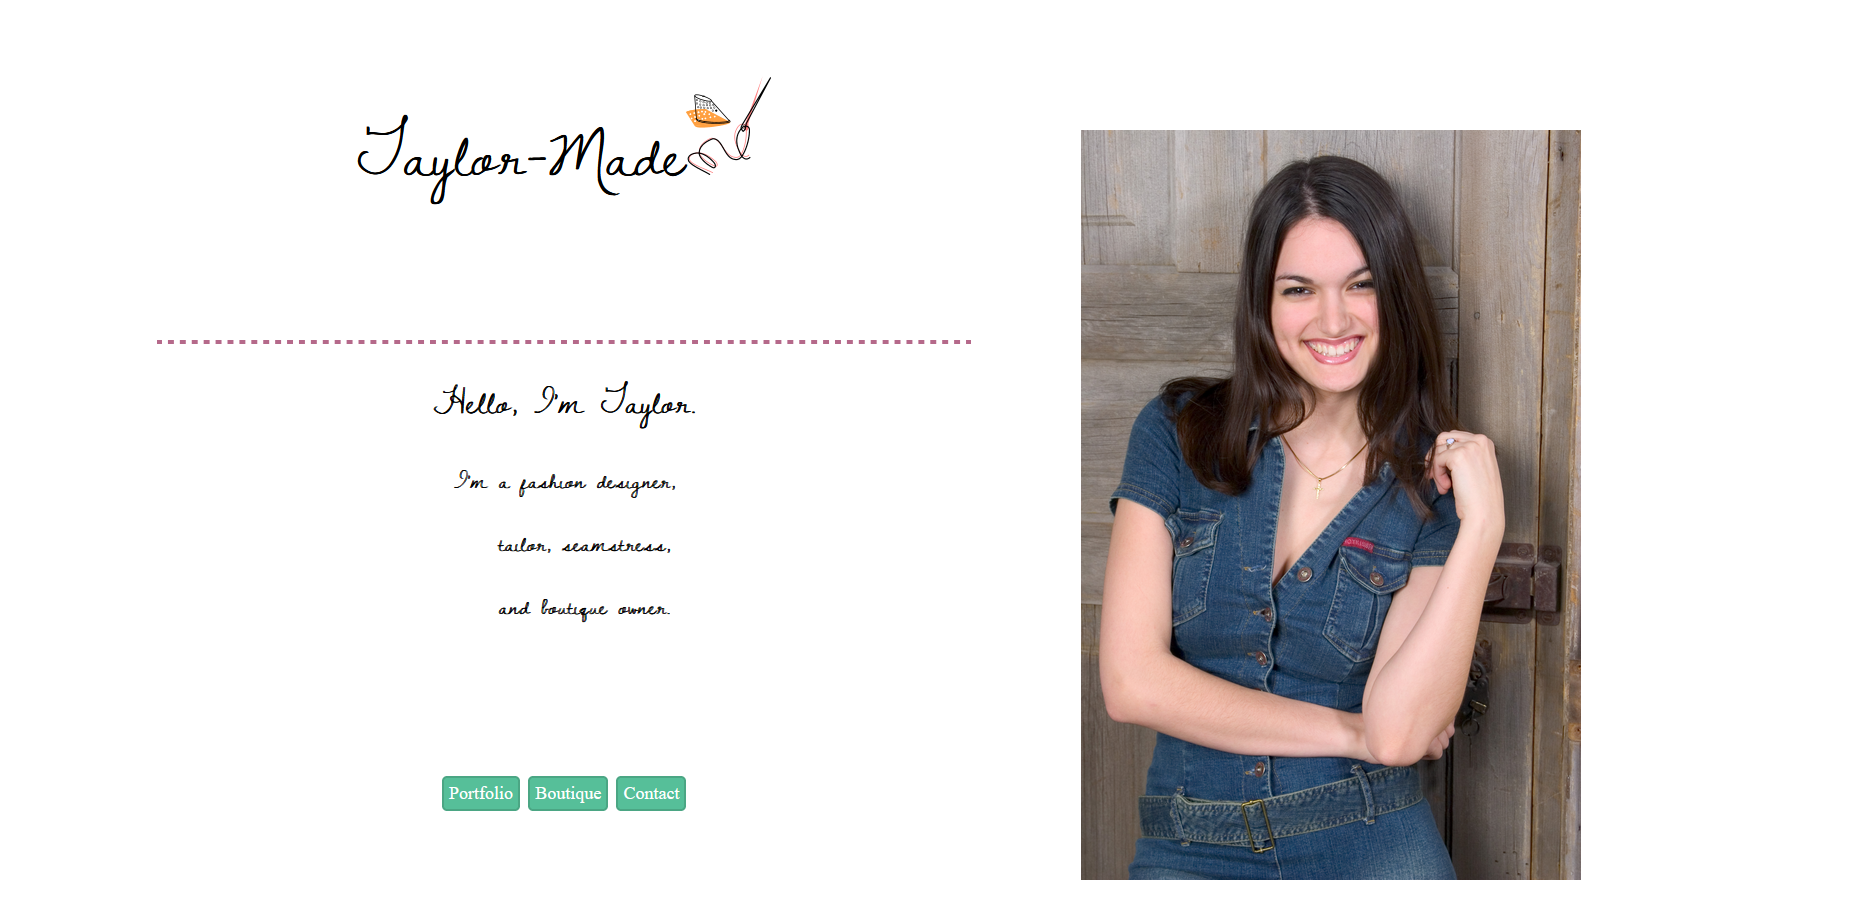 Taylor-Made
Hello, I'm Taylor.
I'm a fashion designer,
tailor, seamstress,
and boutique owner.
Portfolio Boutique Contact